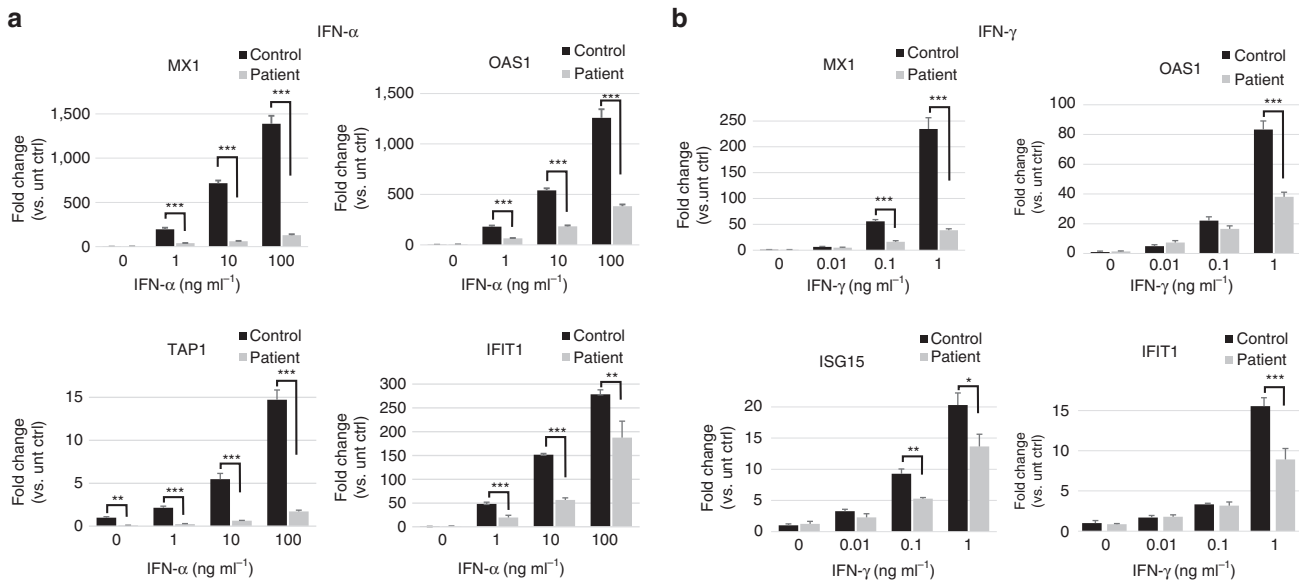 a
IFN-α
MX1
Control
Patient
Fold change
(vs. unt ctrl)
1,500
1,000
500
0
***
***
***
0 1 10 100
IFN-α (ng ml⁻¹)
OAS1
Control
Patient
Fold change
(vs. unt ctrl)
1,500
1,000
500
0
***
***
***
0 1 10 100
IFN-α (ng ml⁻¹)
TAP1
Control
Patient
Fold change
(vs. unt ctrl)
15
10
5
0
**
***
***
***
0 1 10 100
IFN-α (ng ml⁻¹)
IFIT1
Control
Patient
Fold change
(vs. unt ctrl)
300
250
200
150
100
50
0
***
***
**
0 1 10 100
IFN-α (ng ml⁻¹)
b
IFN-γ
MX1
Control
Patient
Fold change
(vs.unt ctrl)
250
200
150
100
50
0
***
***
0 0.01 0.1 1
IFN-γ (ng ml⁻¹)
OAS1
Control
Patient
Fold change
(vs. unt ctrl)
100
80
60
40
20
0
***
0 0.01 0.1 1
IFN-γ (ng ml⁻¹)
ISG15
Control
Patient
Fold change
(vs. unt ctrl)
20
15
10
5
0
**
*
0 0.01 0.1 1
IFN-γ (ng ml⁻¹)
IFIT1
Control
Patient
Fold change
(vs. unt ctrl)
15
10
5
0
***
0 0.01 0.1 1
IFN-γ (ng ml⁻¹)